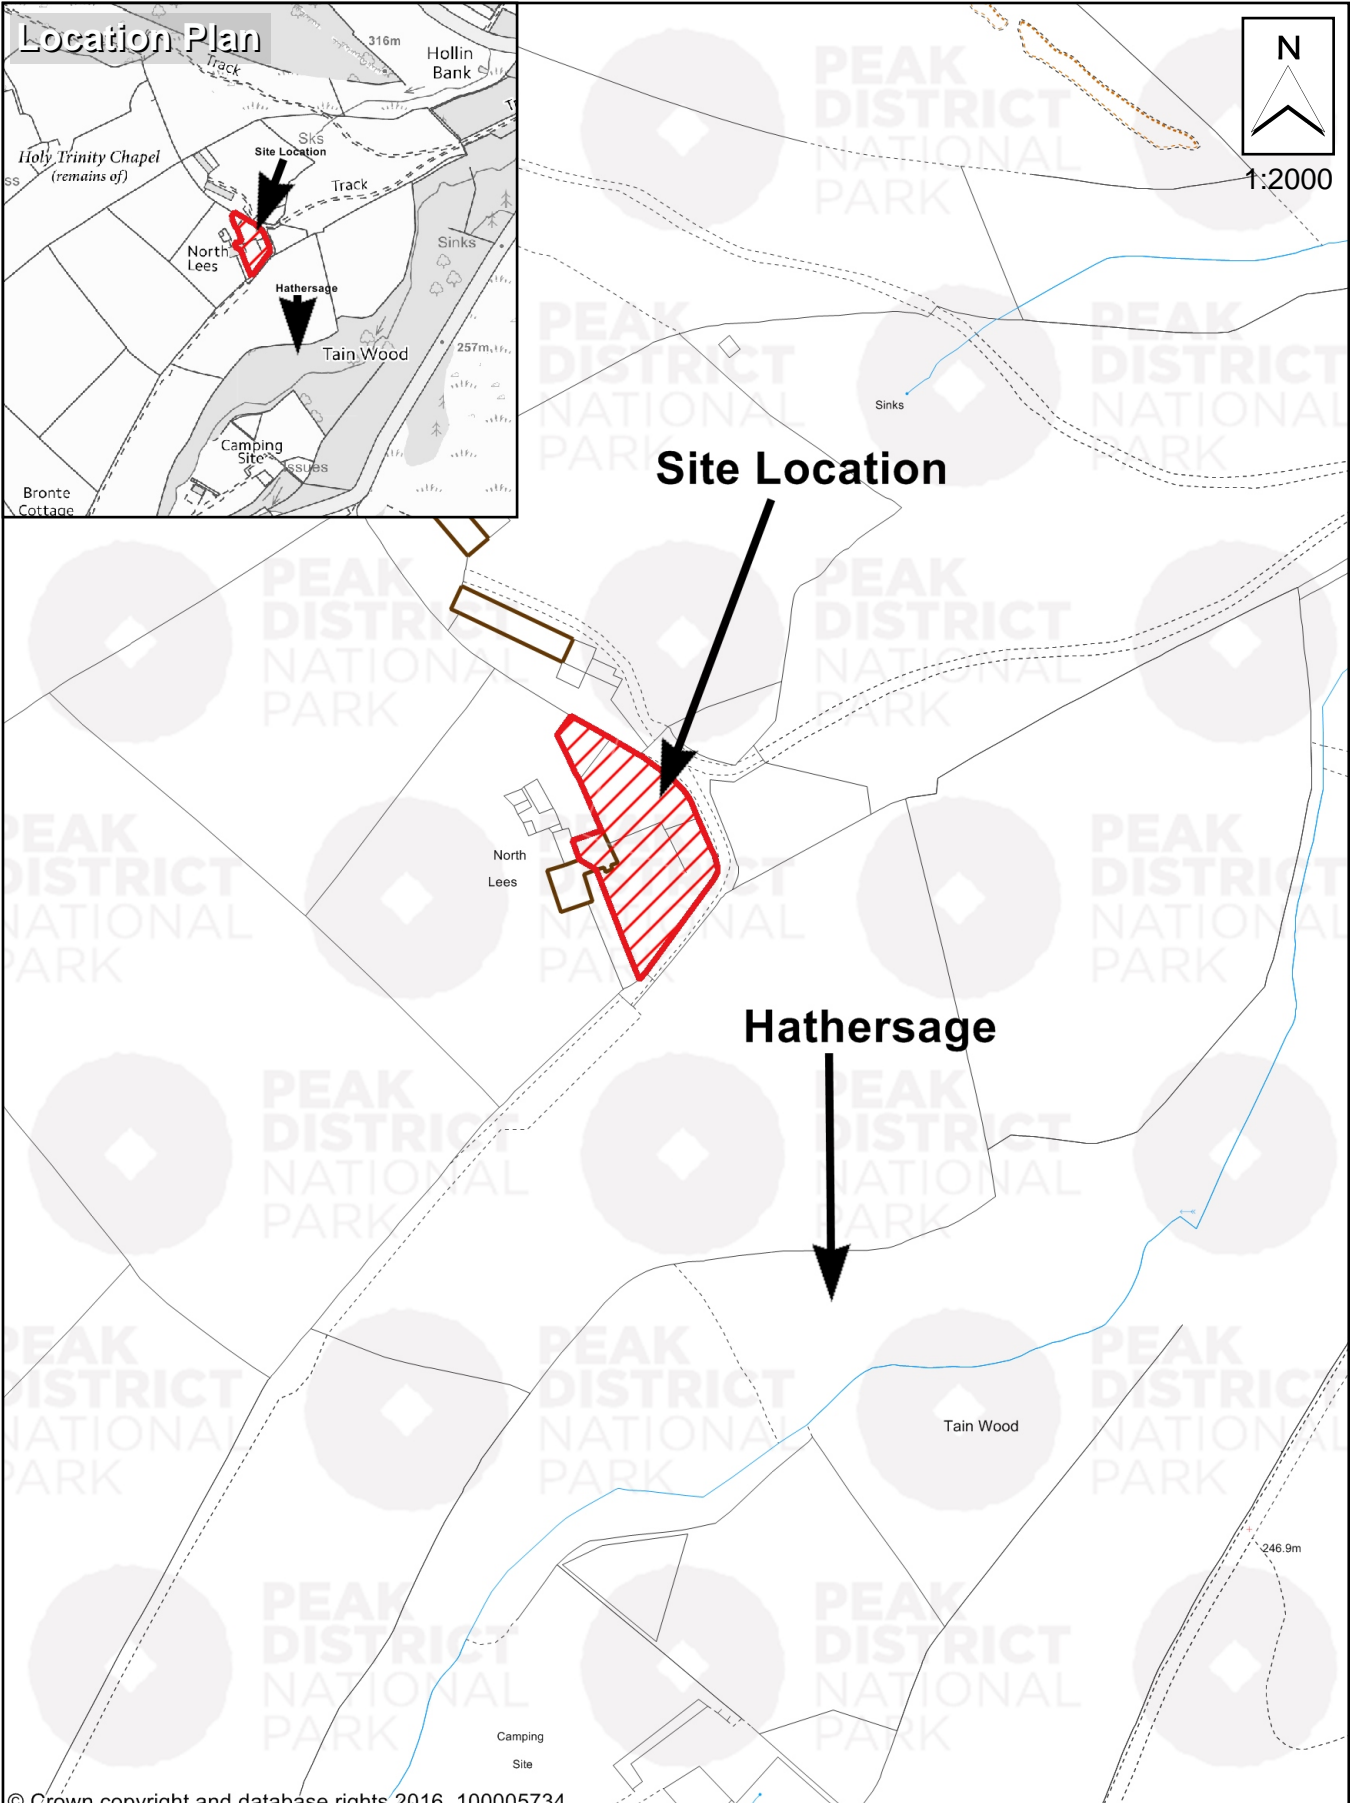 Location Plan
316m
Hollin
Bank
Track
Sks
Site Location
Holy Trinity Chapel
(remains of)
ss
Track
North
Lees
Sinks
Hathersage
Tain Wood
257m
Camping
Site
Issues
Bronte
Cottage
N
1:2000
PEAK
DISTRICT
NATIONAL
PARK
Sinks
Site Location
North
Lees
Hathersage
Tain Wood
246.9m
Camping
Site
© Crown copyright and database rights 2016. 100005734